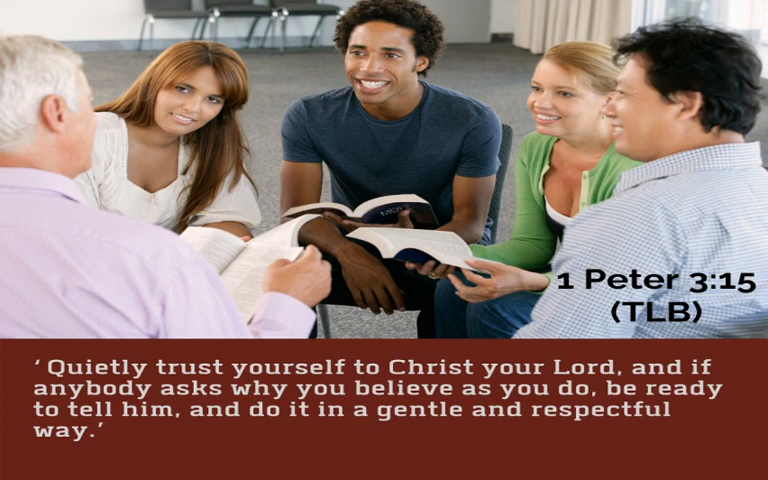 1 Peter 3:15
(TLB)
‘ Quietly trust yourself to Christ your Lord, and if
anybody asks why you believe as you do, be ready
to tell him, and do it in a gentle and respectful
way.’